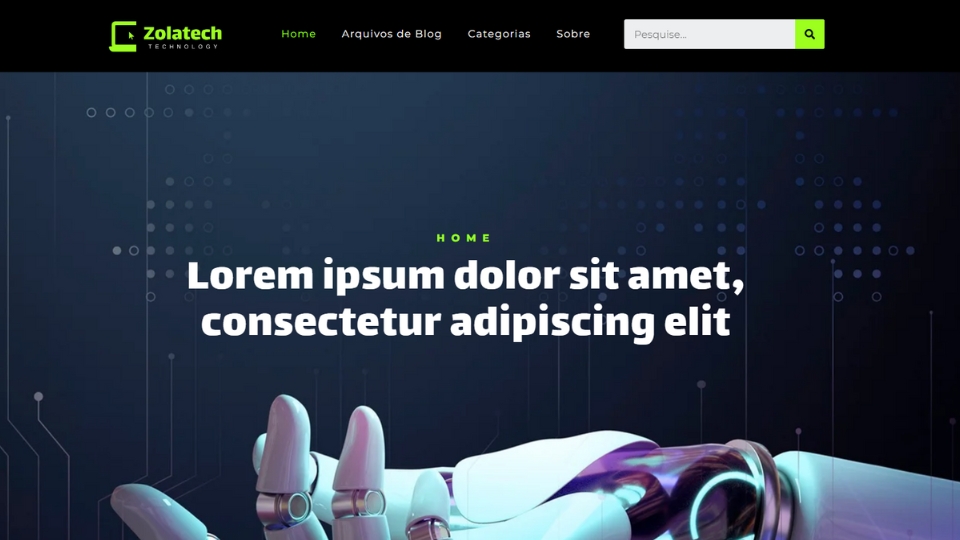 Zolatech
TECHNOLOGY
Home
Arquivos de Blog
Categorias
Sobre
Pesquise...
HOME
Lorem ipsum dolor sit amet,
consectetur adipiscing elit